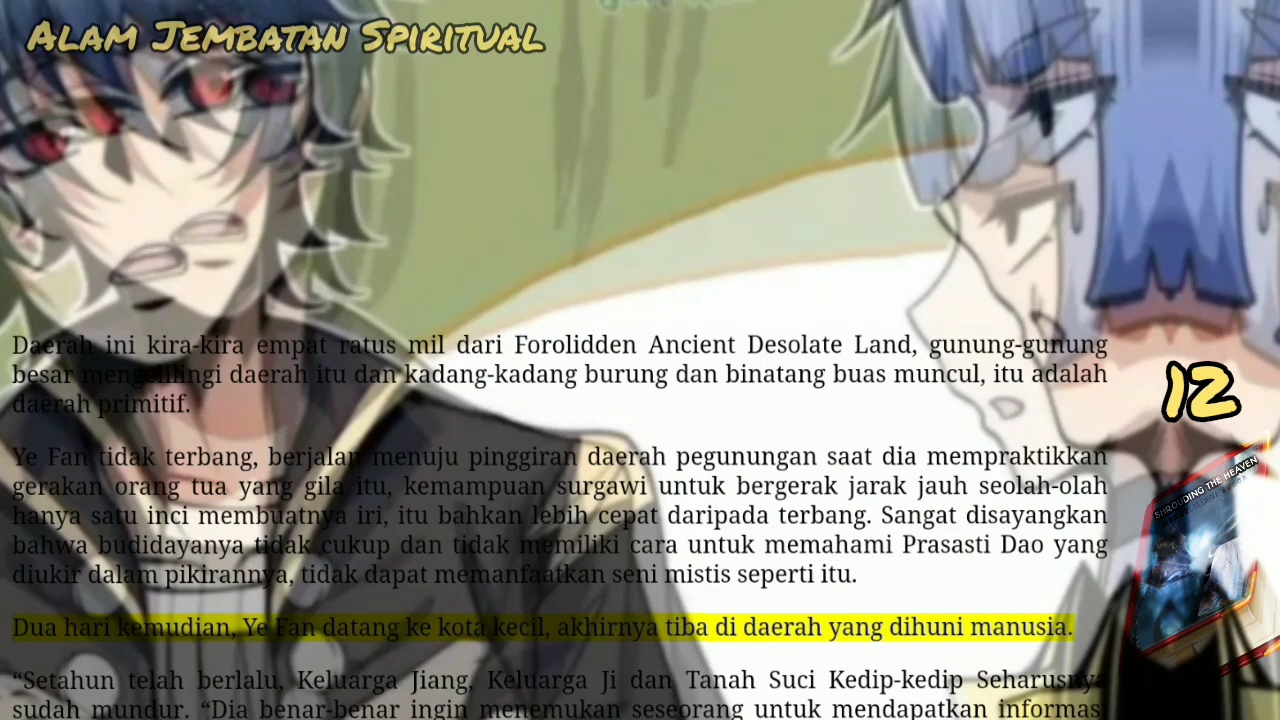 Alam Jembatan Spiritual
Daerah ini kira-kira empat ratus mil dari Forolidden Ancient Desolate Land, gunung-gunung
besar mengelilingi daerah itu dan kadang-kadang burung dan binatang buas muncul, itu adalah
daerah primitif.
12
Ye Fan tidak terbang, berjalan menuju pinggiran daerah pegunungan saat dia mempraktikkan
gerakan orang tua yang gila itu, kemampuan surgawi untuk bergerak jarak jauh seolah-olah
hanya satu inci membuatnya iri, itu bahkan lebih cepat daripada terbang. Sangat disayangkan
bahwa budidayanya tidak cukup dan tidak memiliki cara untuk memahami Prasasti Dao yang
diukir dalam pikirannya, tidak dapat memanfaatkan seni mistis seperti itu.
SHROUDING THE HEAVEN
Dua hari kemudian, Ye Fan datang ke kota kecil, akhirnya tiba di daerah yang dihuni manusia.
“Setahun telah berlalu, Keluarga Jiang, Keluarga Ji dan Tanah Suci Kedip-kedip Seharusnya
sudah mundur. “Dia benar-benar ingin menemukan seseorang untuk mendapatkan informasi